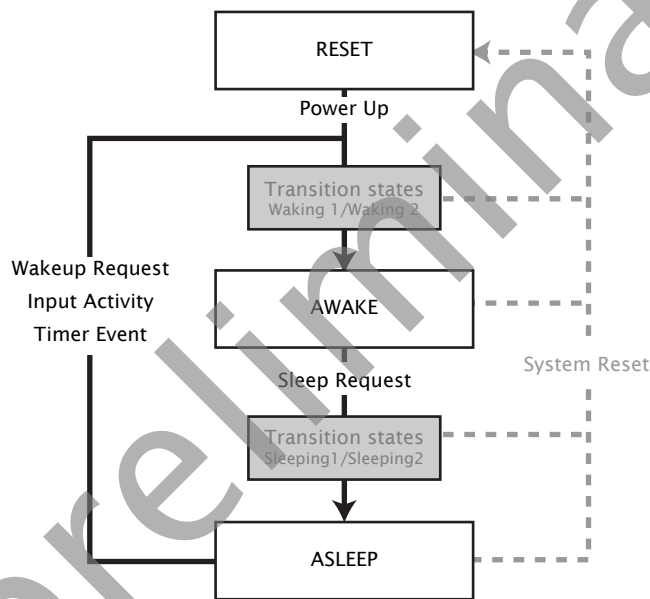 RESET
Power Up
Transition states
Waking 1/Waking 2
Wakeup Request
Input Activity
Timer Event
AWAKE
System Reset
Sleep Request
Transition states
Sleeping1/Sleeping2
ASLEEP
Prelimina